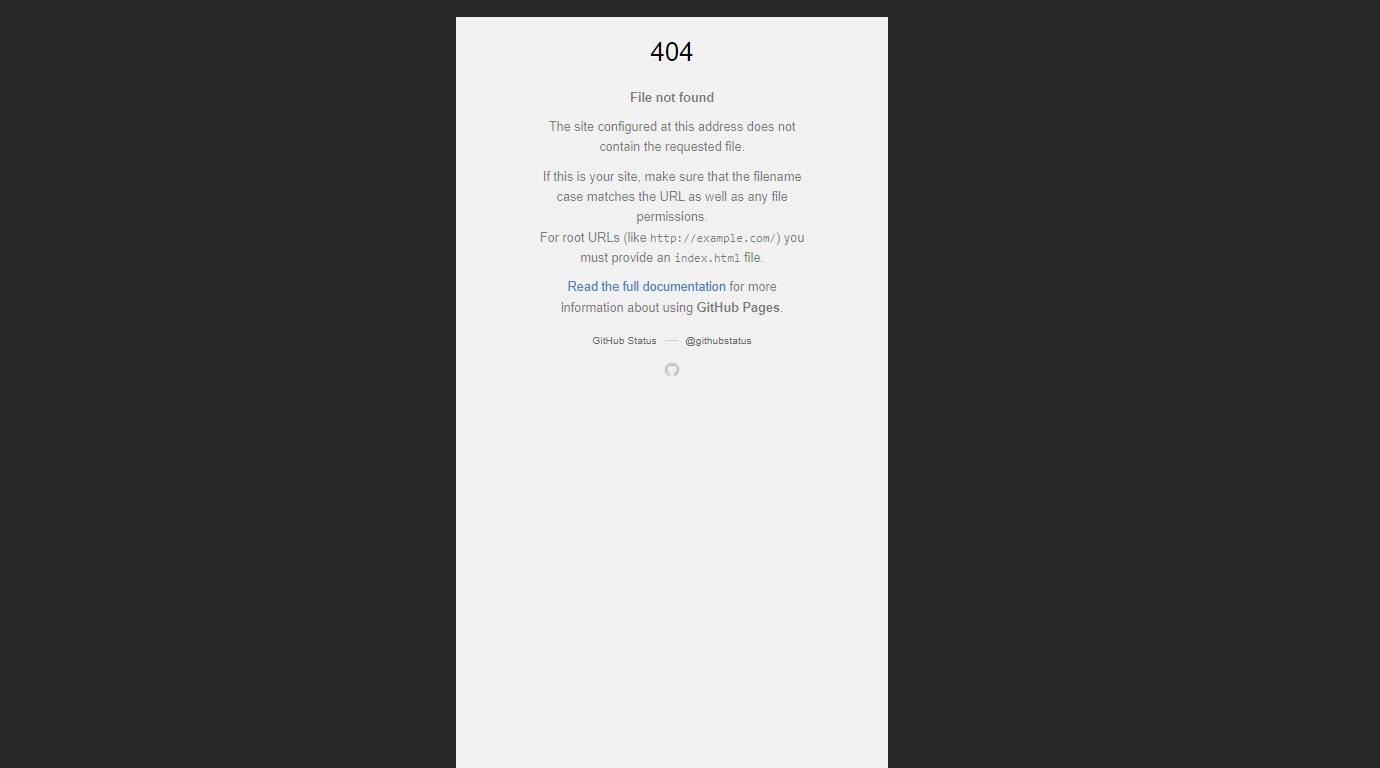 404
File not found
The site configured at this address does not
contain the requested file.
If this is your site, make sure that the filename
case matches the URL as well as any file
permissions.
For root URLs (like http://example.com/) you
must provide an index.html file.
Read the full documentation for more
information about using GitHub Pages.
GitHub Status — @githubstatus